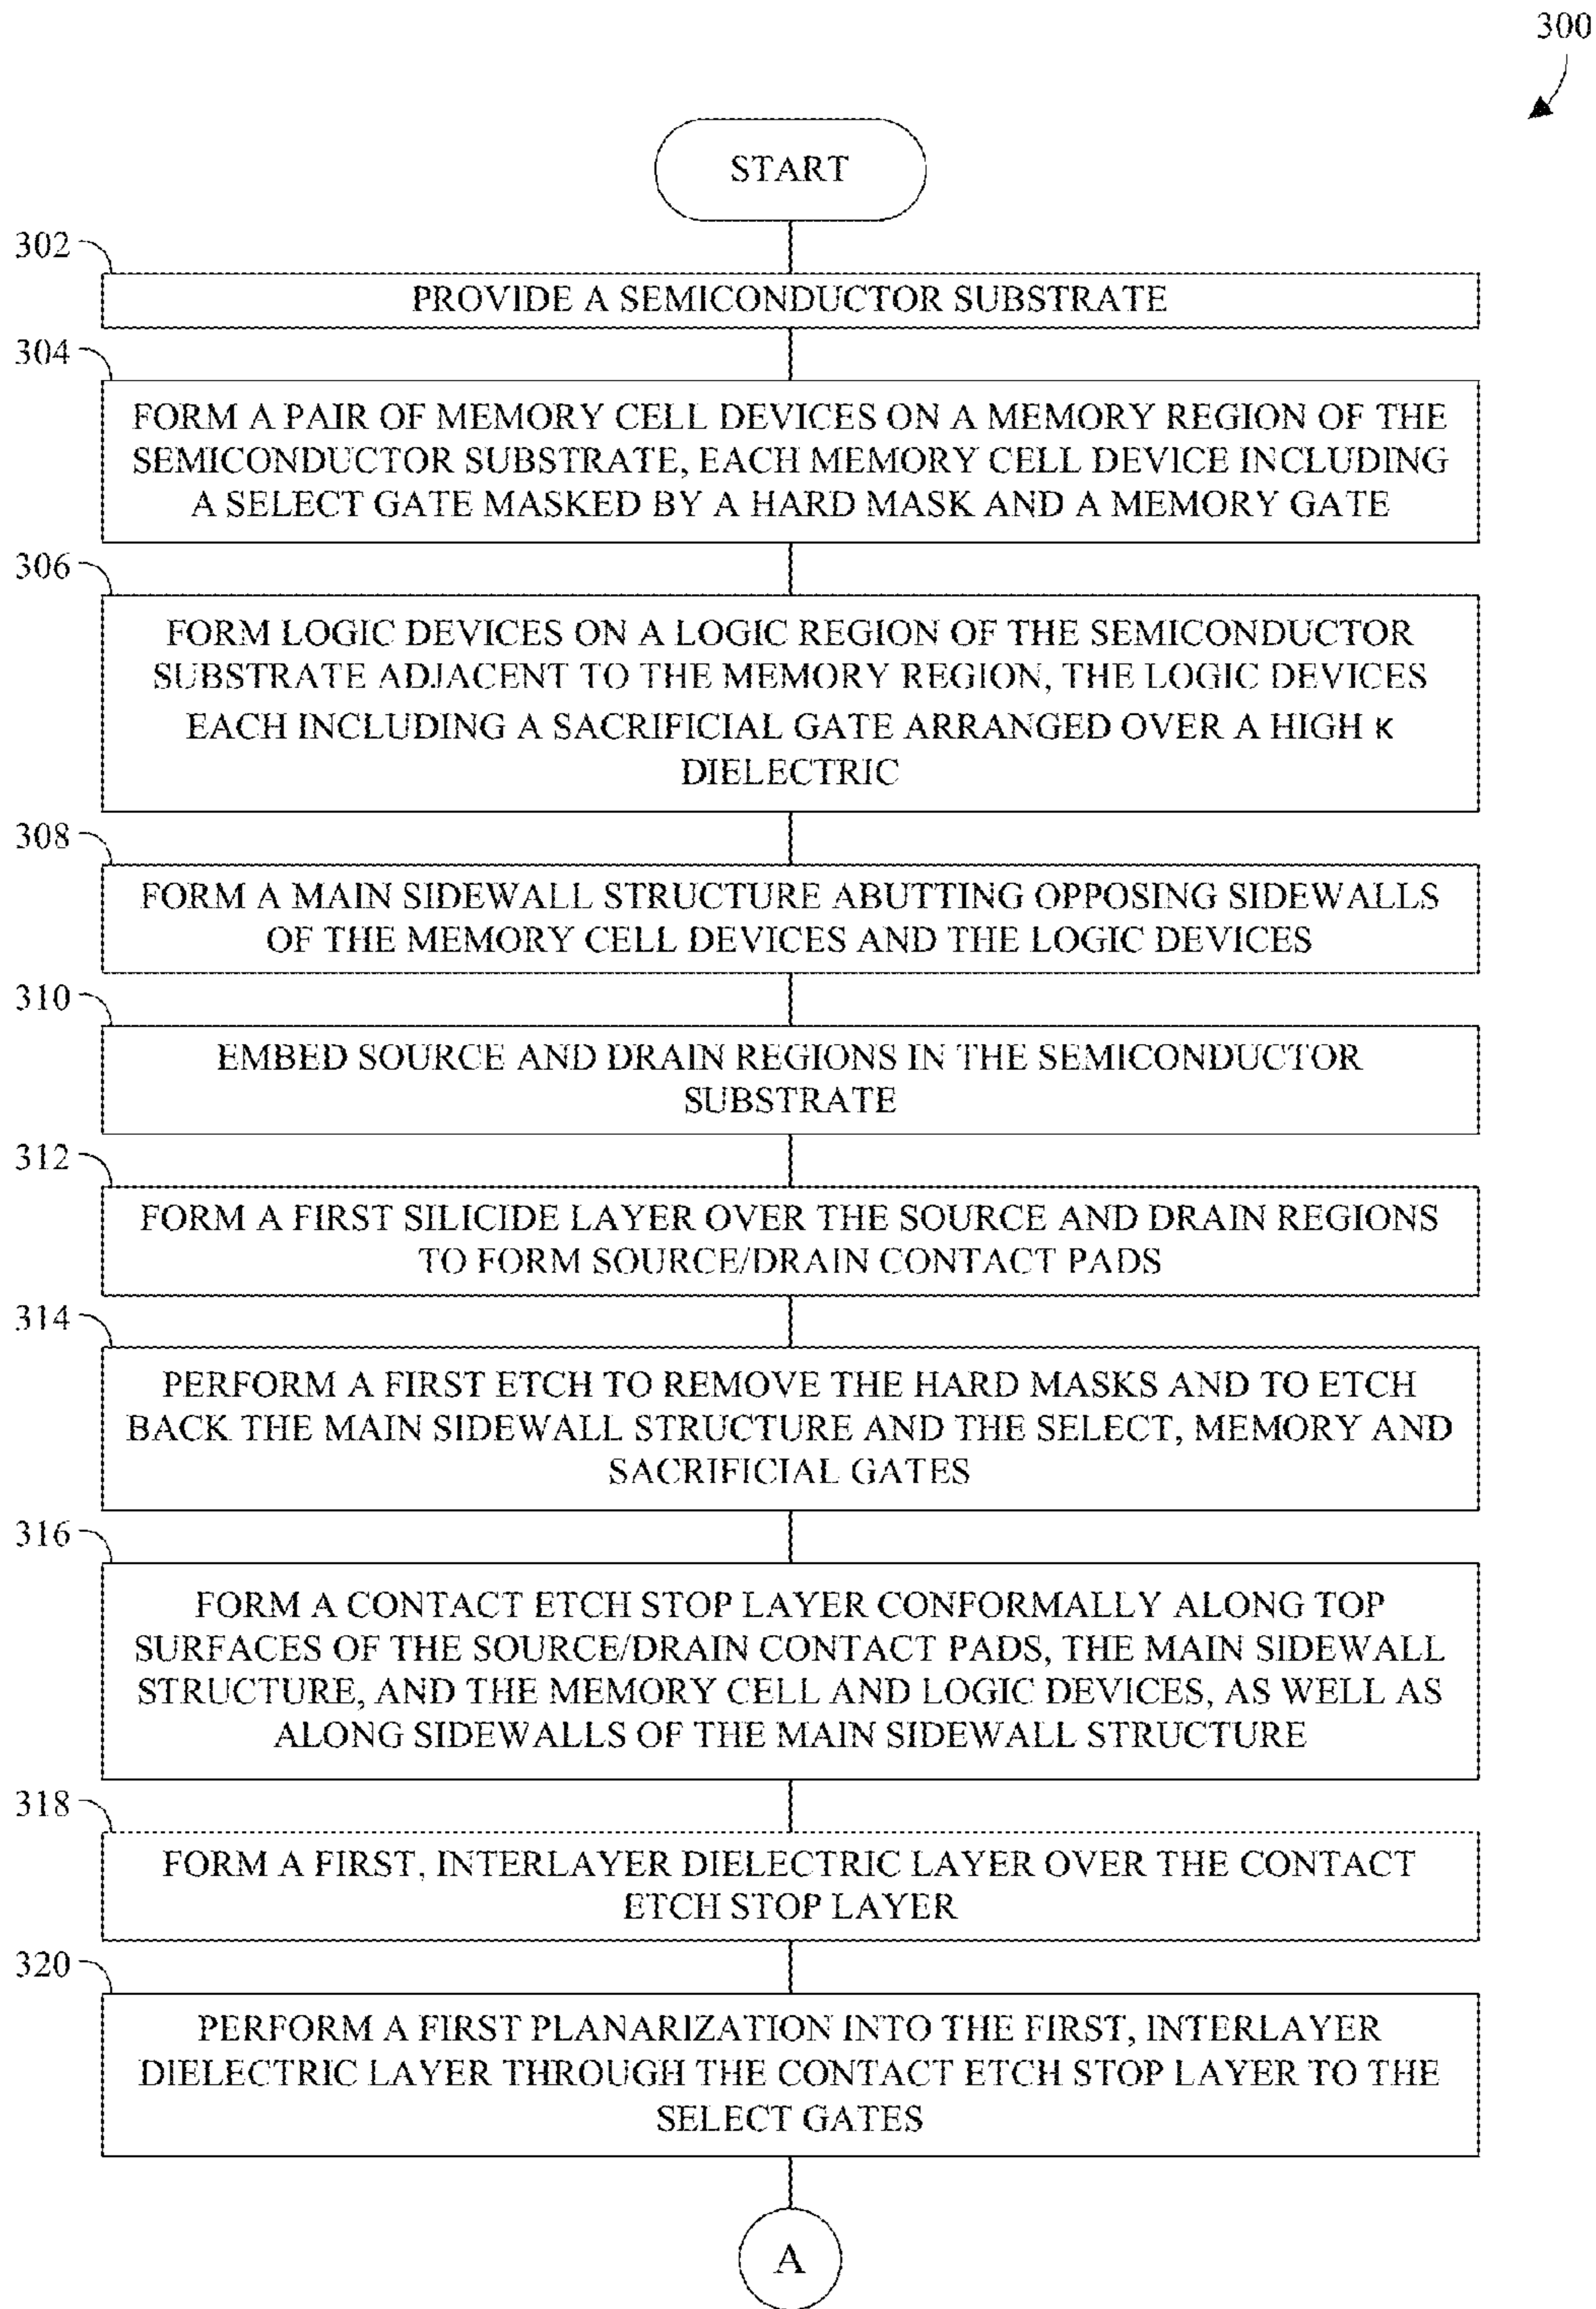 300
START
302
PROVIDE A SEMICONDUCTOR SUBSTRATE
304
FORM A PAIR OF MEMORY CELL DEVICES ON A MEMORY REGION OF THE
SEMICONDUCTOR SUBSTRATE, EACH MEMORY CELL DEVICE INCLUDING
A SELECT GATE MASKED BY A HARD MASK AND A MEMORY GATE
306
FORM LOGIC DEVICES ON A LOGIC REGION OF THE SEMICONDUCTOR
SUBSTRATE ADJACENT TO THE MEMORY REGION, THE LOGIC DEVICES
EACH INCLUDING A SACRIFICIAL GATE ARRANGED OVER A HIGH κ
DIELECTRIC
308
FORM A MAIN SIDEWALL STRUCTURE ABUTTING OPPOSING SIDEWALLS
OF THE MEMORY CELL DEVICES AND THE LOGIC DEVICES
310
EMBED SOURCE AND DRAIN REGIONS IN THE SEMICONDUCTOR
SUBSTRATE
312
FORM A FIRST SILICIDE LAYER OVER THE SOURCE AND DRAIN REGIONS
TO FORM SOURCE/DRAIN CONTACT PADS
314
PERFORM A FIRST ETCH TO REMOVE THE HARD MASKS AND TO ETCH
BACK THE MAIN SIDEWALL STRUCTURE AND THE SELECT, MEMORY AND
SACRIFICIAL GATES
316
FORM A CONTACT ETCH STOP LAYER CONFORMALLY ALONG TOP
SURFACES OF THE SOURCE/DRAIN CONTACT PADS, THE MAIN SIDEWALL
STRUCTURE, AND THE MEMORY CELL AND LOGIC DEVICES, AS WELL AS
ALONG SIDEWALLS OF THE MAIN SIDEWALL STRUCTURE
318
FORM A FIRST, INTERLAYER DIELECTRIC LAYER OVER THE CONTACT
ETCH STOP LAYER
320
PERFORM A FIRST PLANARIZATION INTO THE FIRST, INTERLAYER
DIELECTRIC LAYER THROUGH THE CONTACT ETCH STOP LAYER TO THE
SELECT GATES
A